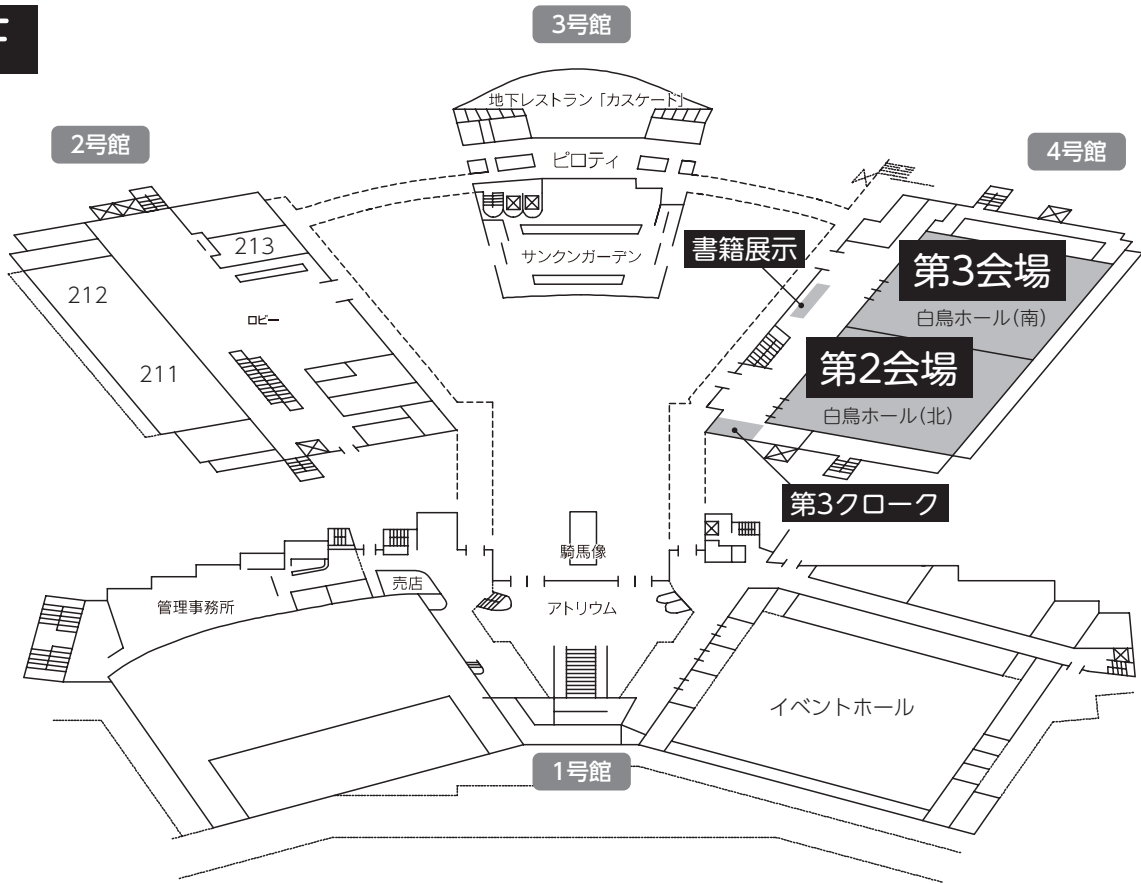 3号館
地下レストラン「カスケード」
2号館
ピロティ
4号館
213
サンクンガーデン
書籍展示
第3会場
白鳥ホール(南)
212
ロビー
211
第2会場
白鳥ホール(北)
第3クローク
騎馬像
売店
管理事務所
アトリウム
イベントホール
1号館